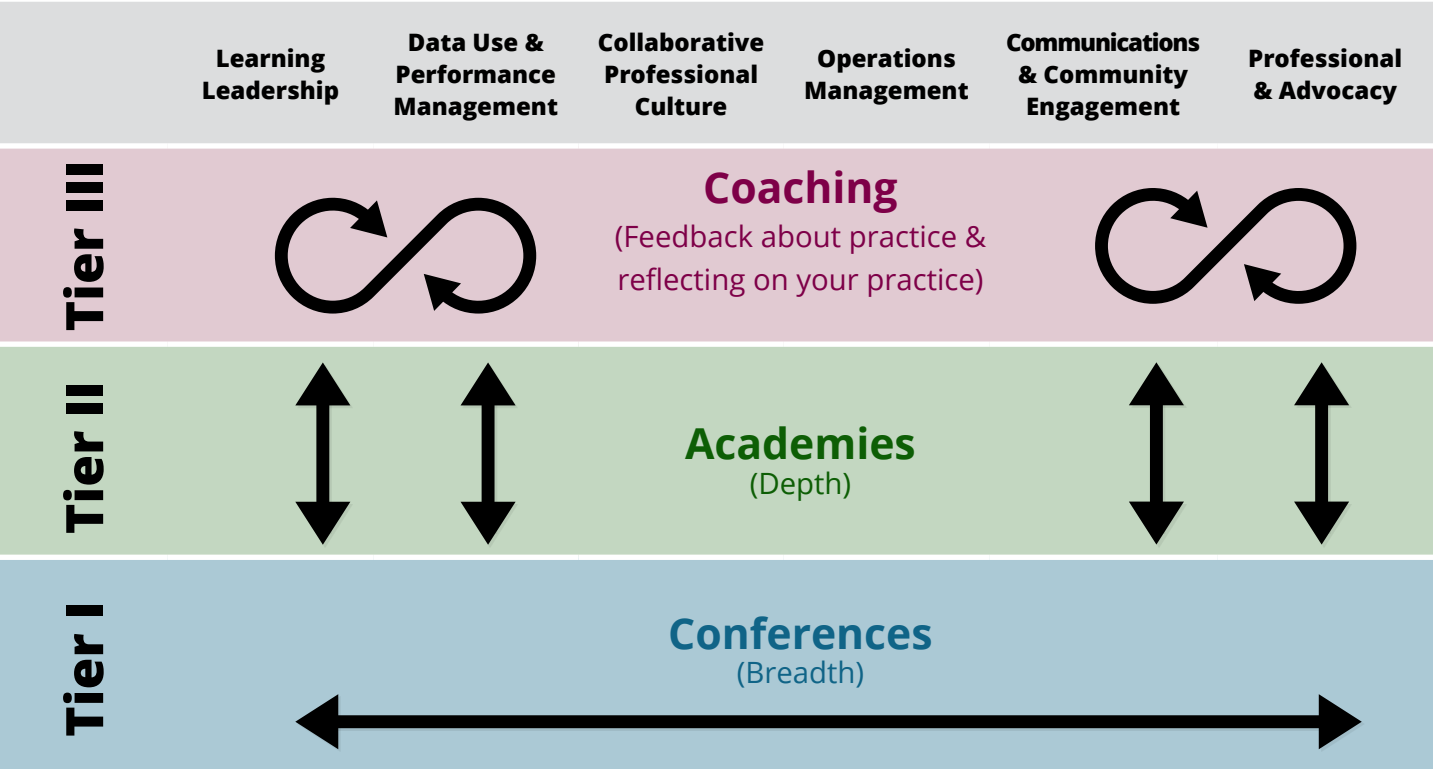 Learning
Leadership
Data Use &
Performance
Management
Collaborative
Professional
Culture
Operations
Management
Communications
& Community
Engagement
Professional
& Advocacy
Tier III
Coaching
(Feedback about practice &
reflecting on your practice)
Tier II
Academies
(Depth)
Tier I
Conferences
(Breadth)